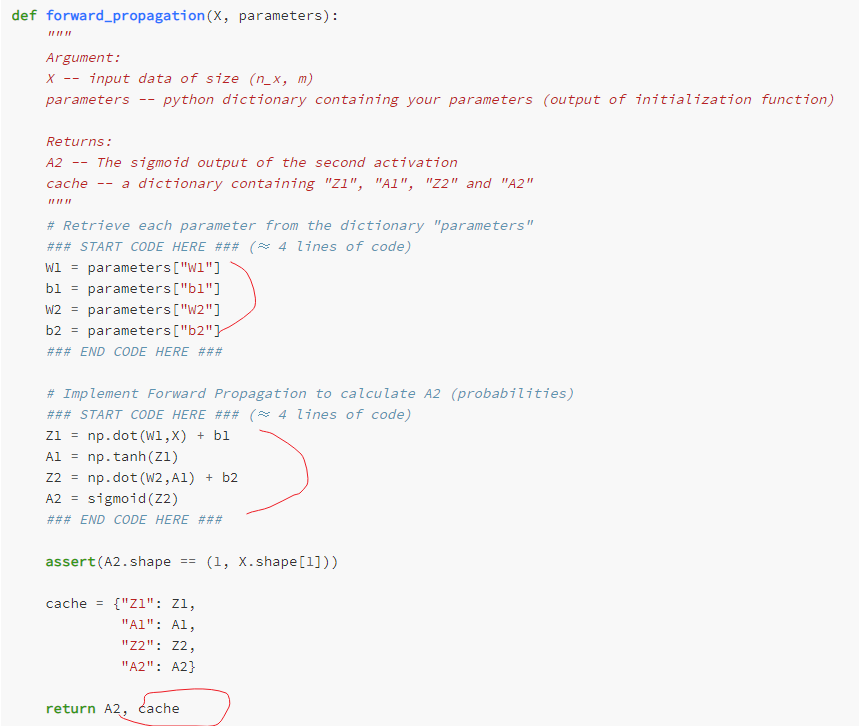 def forward_propagation(X, parameters):
"""
Argument:
X -- input data of size (n_x, m)
parameters -- python dictionary containing your parameters (output of initialization function)
Returns:
A2 -- The sigmoid output of the second activation
cache -- a dictionary containing "Z1", "A1", "Z2" and "A2"
"""
# Retrieve each parameter from the dictionary "parameters"
### START CODE HERE ### (≈ 4 lines of code)
W1 = parameters["W1"]
b1 = parameters["b1"]
W2 = parameters["W2"]
b2 = parameters["b2"]
### END CODE HERE ###
# Implement Forward Propagation to calculate A2 (probabilities)
### START CODE HERE ### (≈ 4 lines of code)
Z1 = np.dot(W1,X) + b1
A1 = np.tanh(Z1)
Z2 = np.dot(W2,A1) + b2
A2 = sigmoid(Z2)
### END CODE HERE ###
assert(A2.shape == (1, X.shape[1]))
cache = {"Z1": Z1,
"A1": A1,
"Z2": Z2,
"A2": A2}
return A2, cache